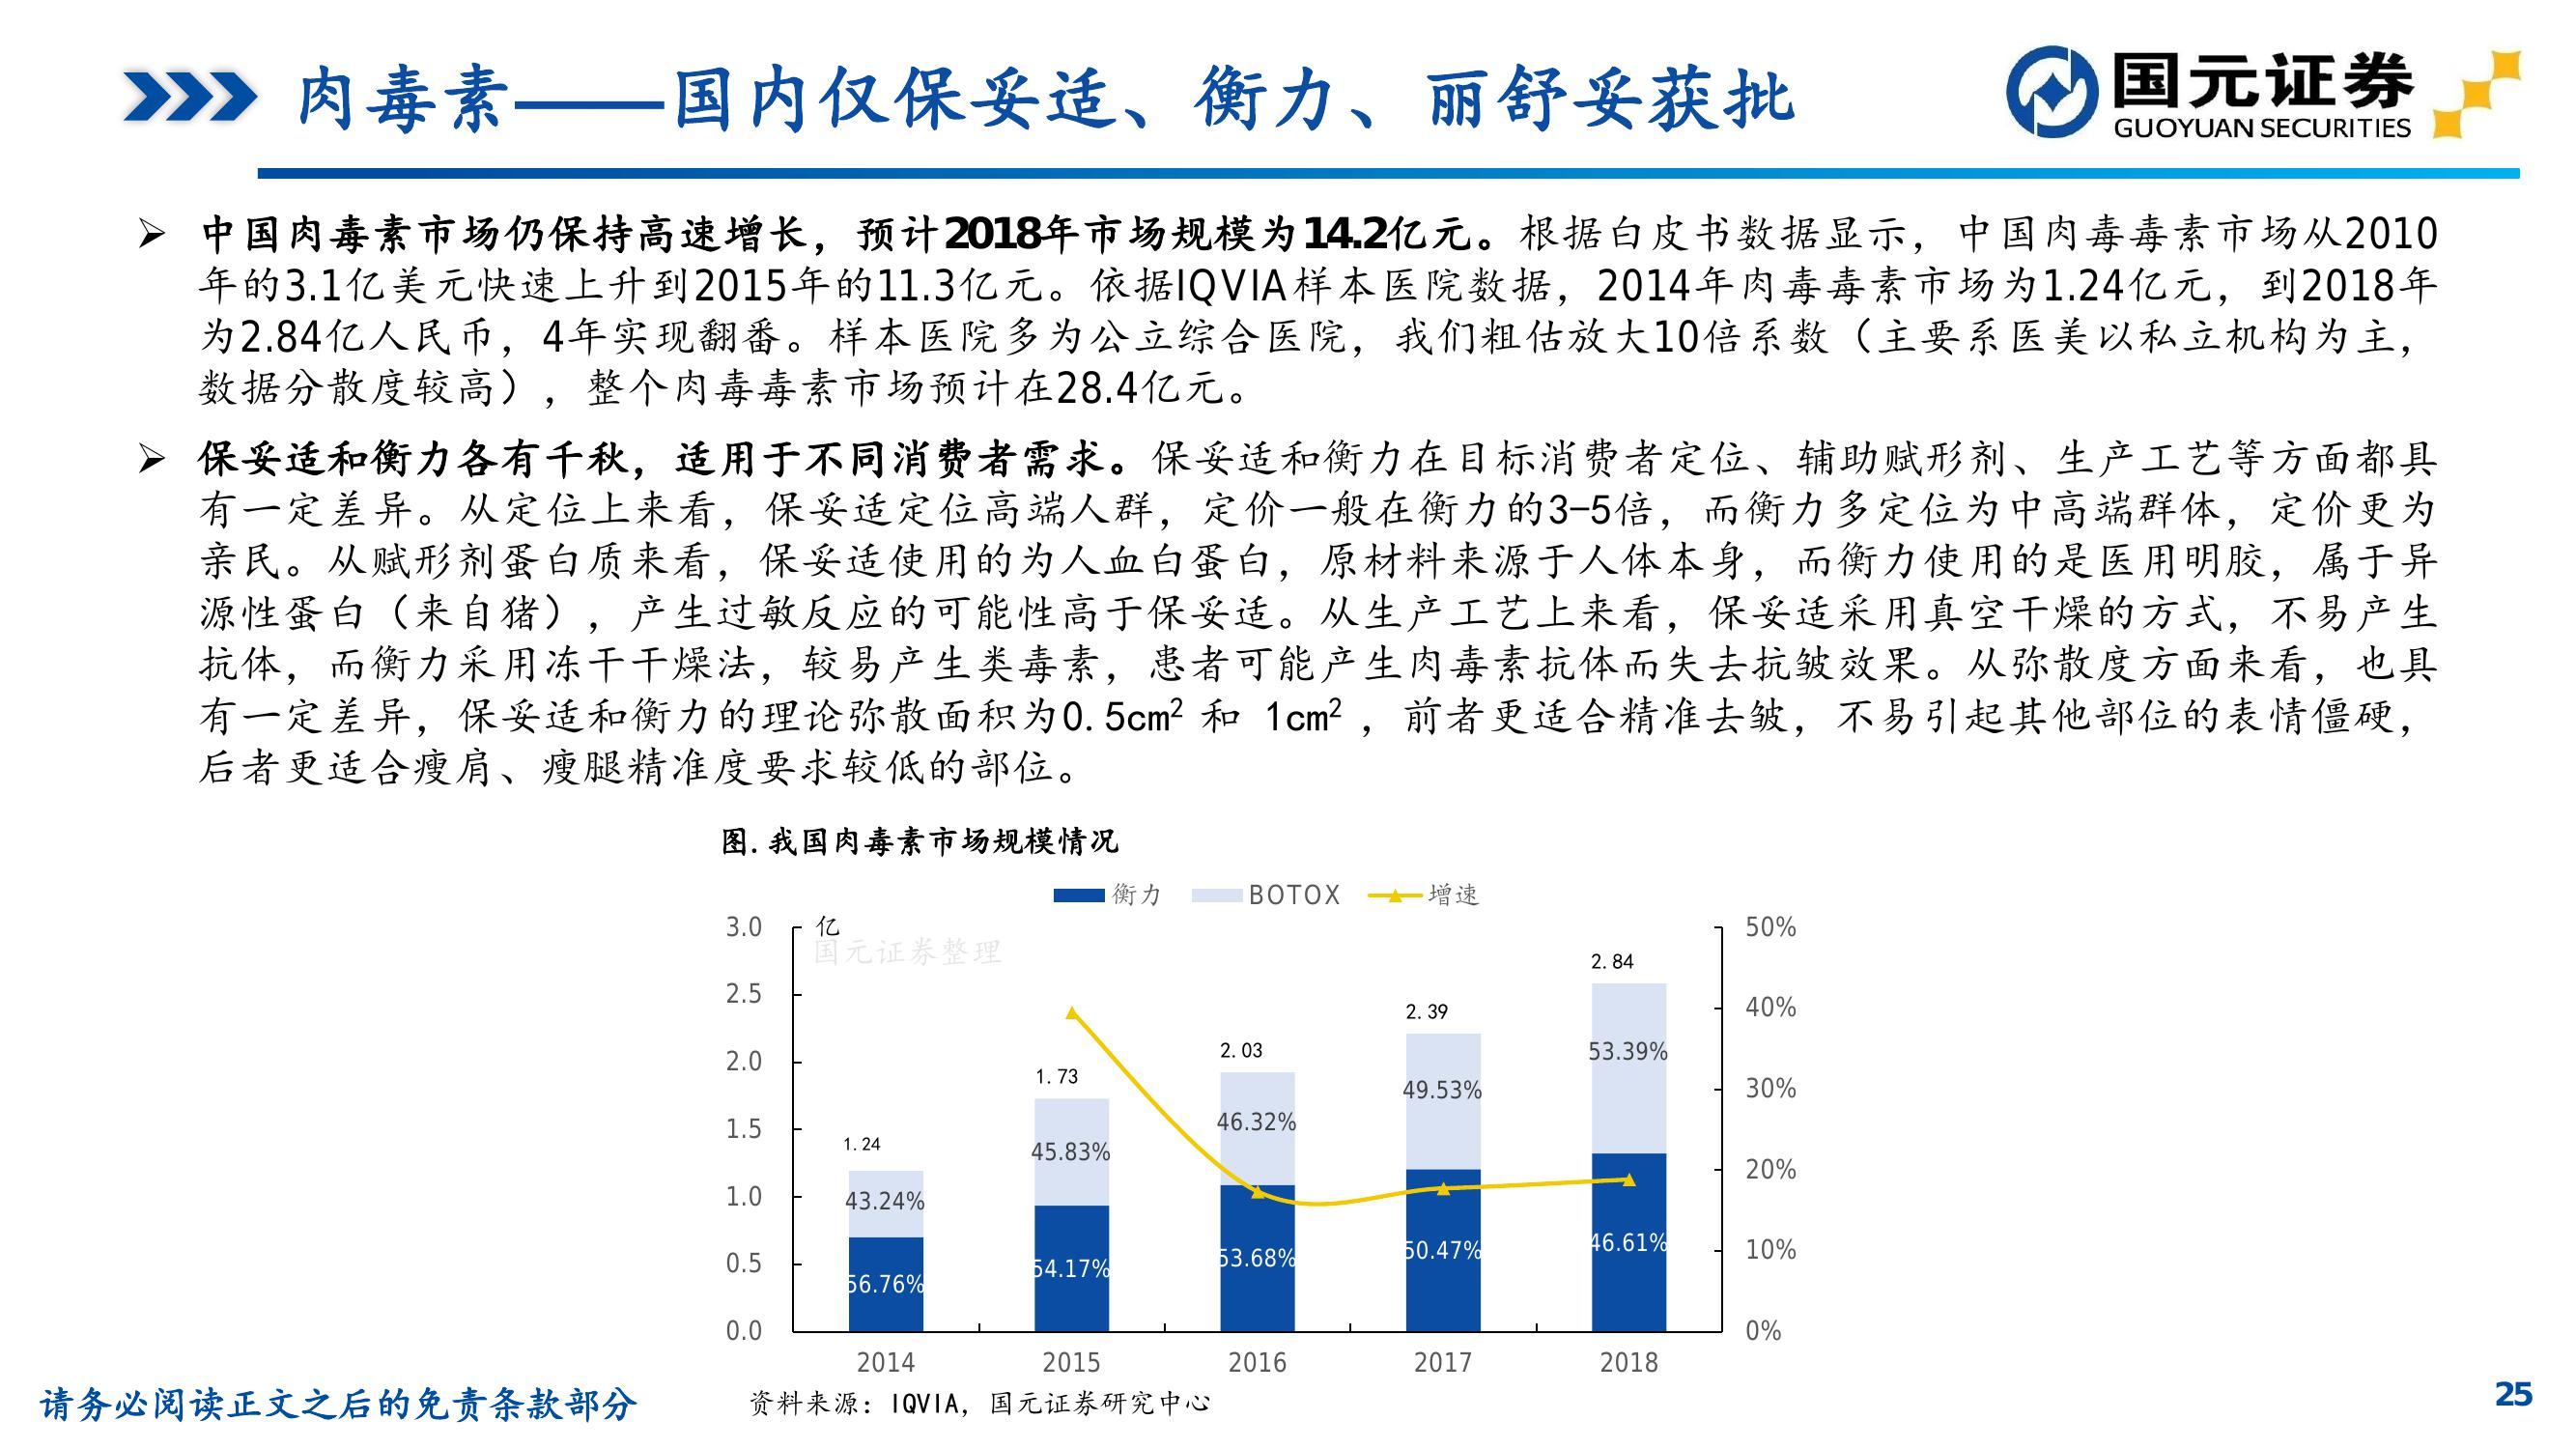 肉毒素——国内仅保妥适、衡力、丽舒妥获批
国元证券
GUOYUAN SECURITIES
➢ 中国肉毒素市场仍保持高速增长，预计2018年市场规模为14.2亿元。根据白皮书数据显示，中国肉毒毒素市场从2010
年的3.1亿美元快速上升到2015年的11.3亿元。依据IQVIA样本医院数据，2014年肉毒毒素市场为1.24亿元，到2018年
为2.84亿人民币，4年实现翻番。样本医院多为公立综合医院，我们粗估放大10倍系数（主要系医美以私立机构为主，
数据分散度较高），整个肉毒毒素市场预计在28.4亿元。
➢ 保妥适和衡力各有千秋，适用于不同消费者需求。保妥适和衡力在目标消费者定位、辅助赋形剂、生产工艺等方面都具
有一定差异。从定位上来看，保妥适定位高端人群，定价一般在衡力的3-5倍，而衡力多定位为中高端群体，定价更为
亲民。从赋形剂蛋白质来看，保妥适使用的为人血白蛋白，原材料来源于人体本身，而衡力使用的是医用明胶，属于异
源性蛋白（来自猪），产生过敏反应的可能性高于保妥适。从生产工艺上来看，保妥适采用真空干燥的方式，不易产生
抗体，而衡力采用冻干干燥法，较易产生类毒素，患者可能产生肉毒素抗体而失去抗皱效果。从弥散度方面来看，也具
有一定差异，保妥适和衡力的理论弥散面积为0.5cm² 和 1cm² ，前者更适合精准去皱，不易引起其他部位的表情僵硬，
后者更适合瘦肩、瘦腿精准度要求较低的部位。
图.我国肉毒素市场规模情况
衡力 BOTOX 增速
3.0 亿 50%
国元证券整理
2.84
2.5 2.39 40%
2.0 2.03 53.39%
1.73 49.53% 30%
1.5 1.24 45.83% 46.32%
20%
1.0 43.24%
0.5 56.76% 54.17% 53.68% 50.47% 46.61% 10%
0.0 0%
2014 2015 2016 2017 2018
资料来源：IQVIA，国元证券研究中心
请务必阅读正文之后的免责条款部分
25